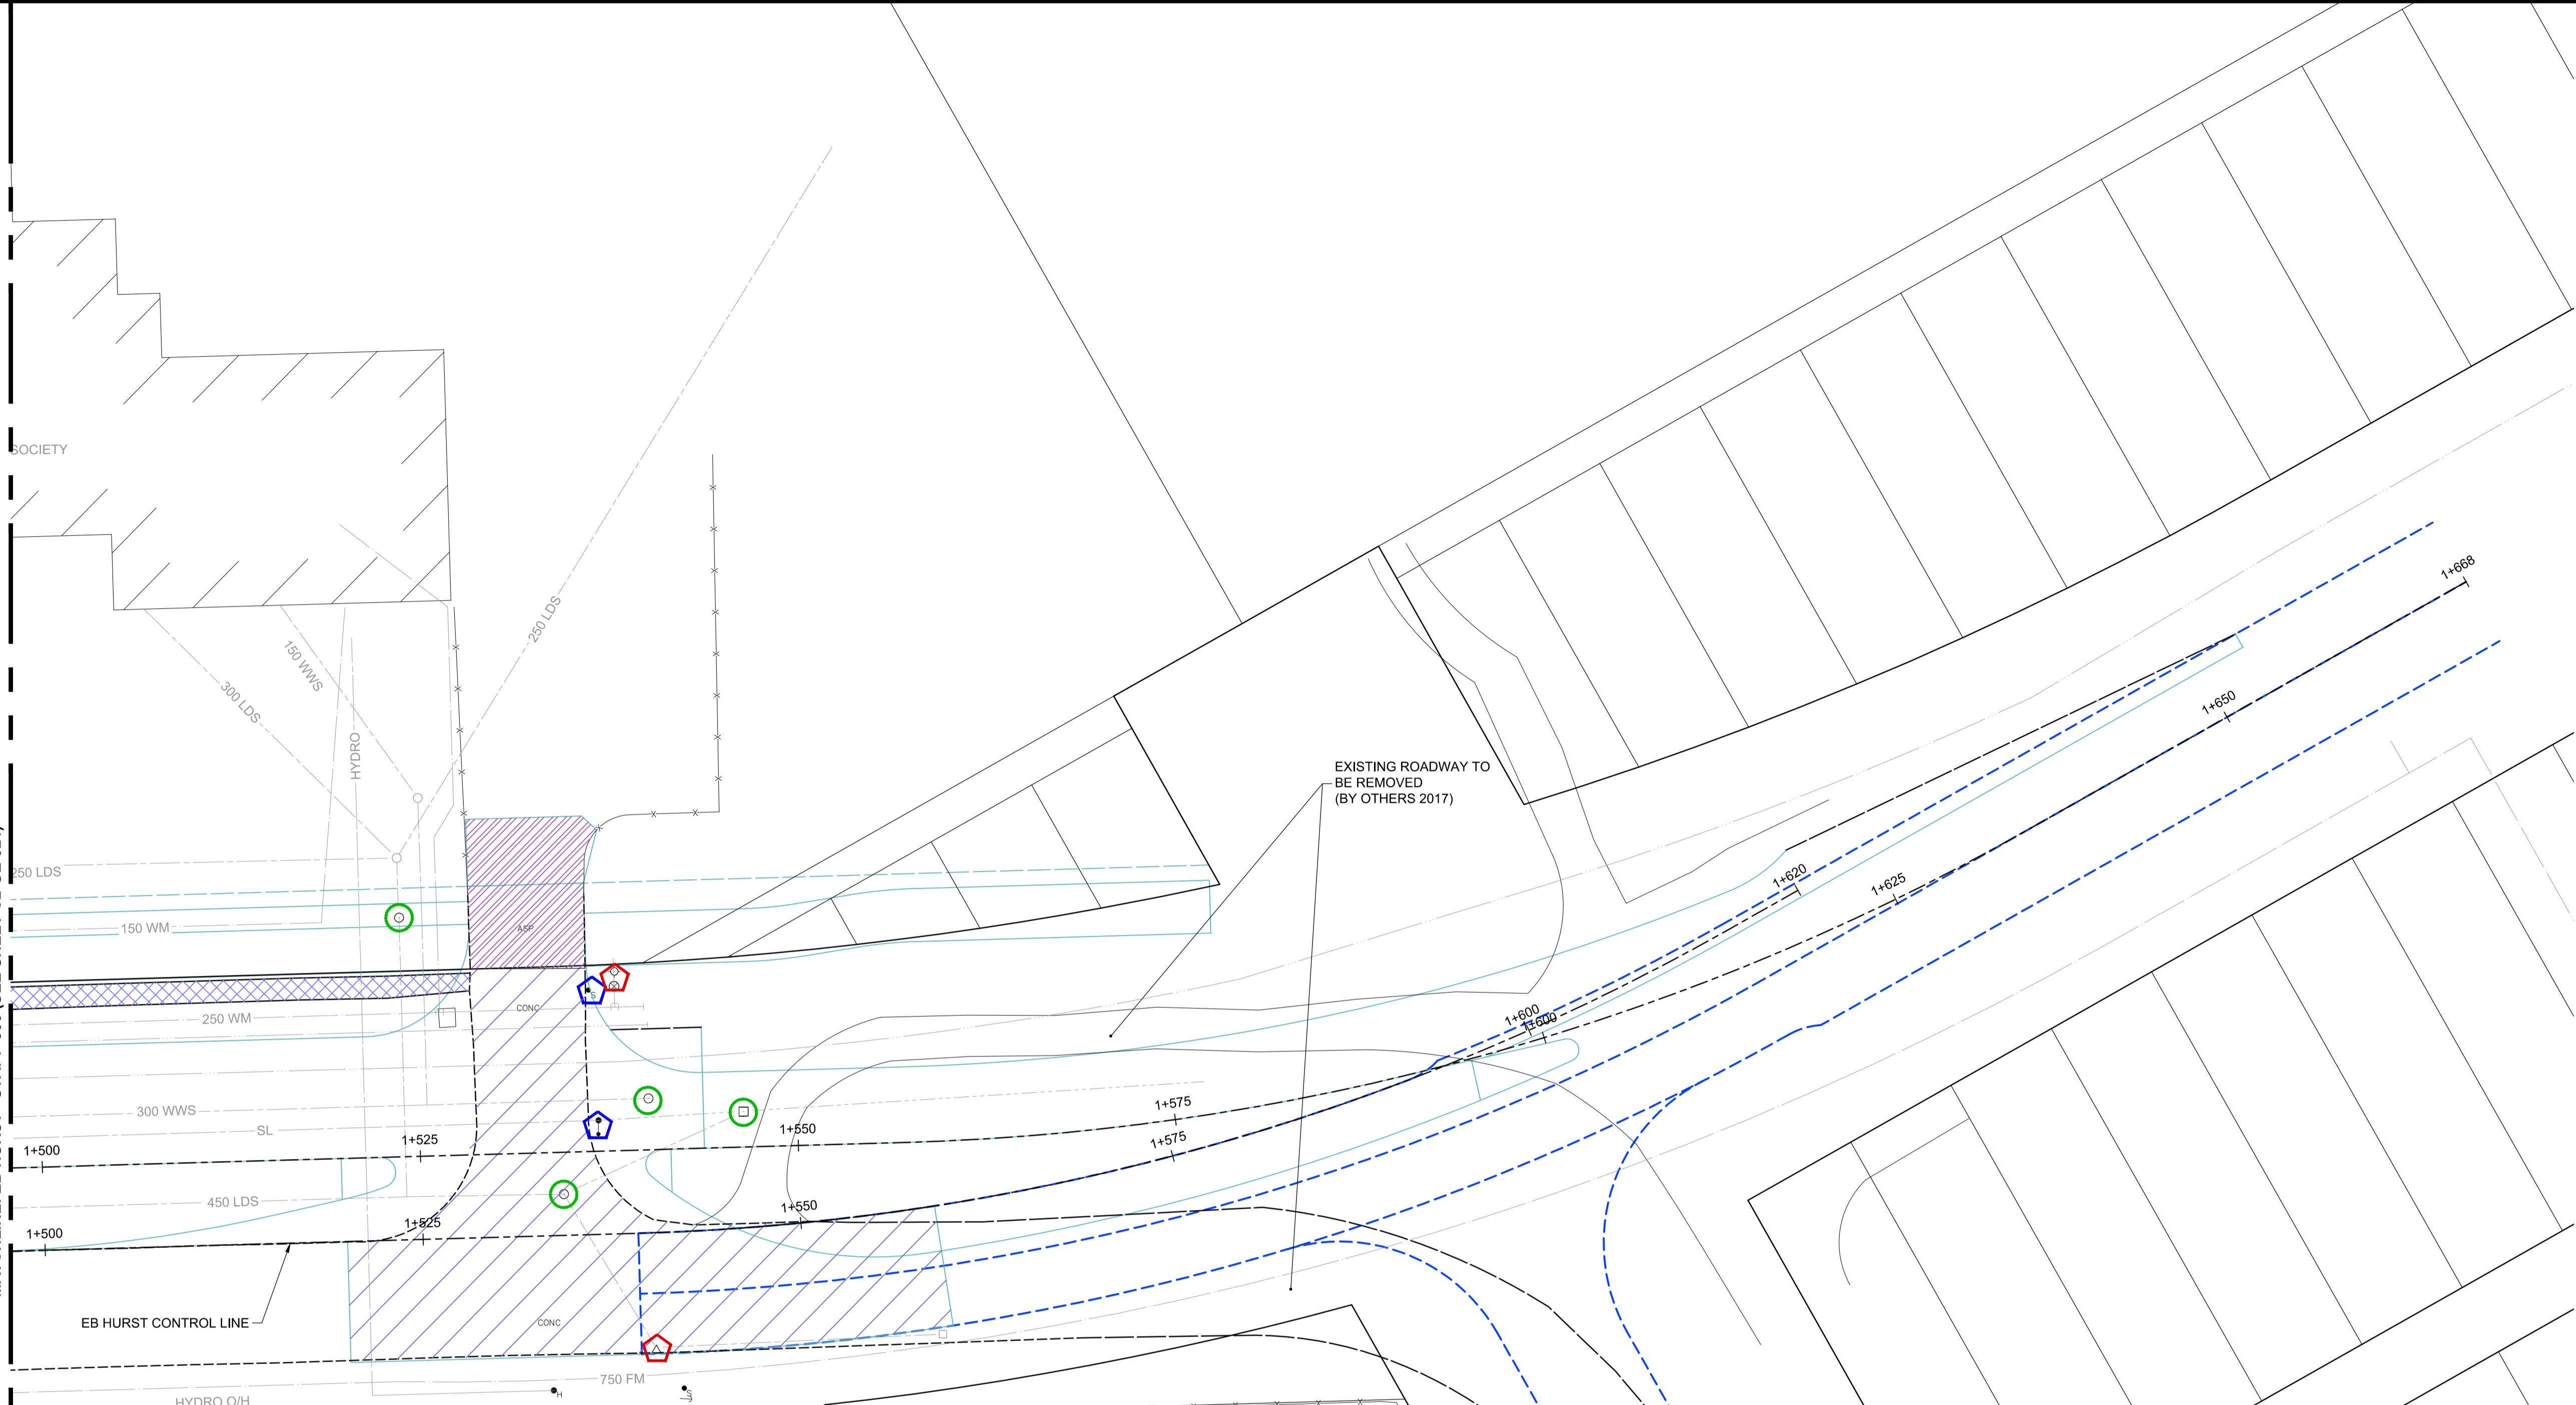 SOCIETY
250 LDS
150 WWS
300 LDS
HYDRO
1+668
1+650
EXISTING ROADWAY TO
BE REMOVED
(BY OTHERS 2017)
250 LDS
1+620
1+625
150 WM
ASP
S
CONC
250 WM
1+600
1+600
300 WWS
SL
1+575
1+550
1+525
1+500
1+575
450 LDS
1+550
1+525
1+500
EB HURST CONTROL LINE
CONC
750 FM
H
S
HYDRO O/H